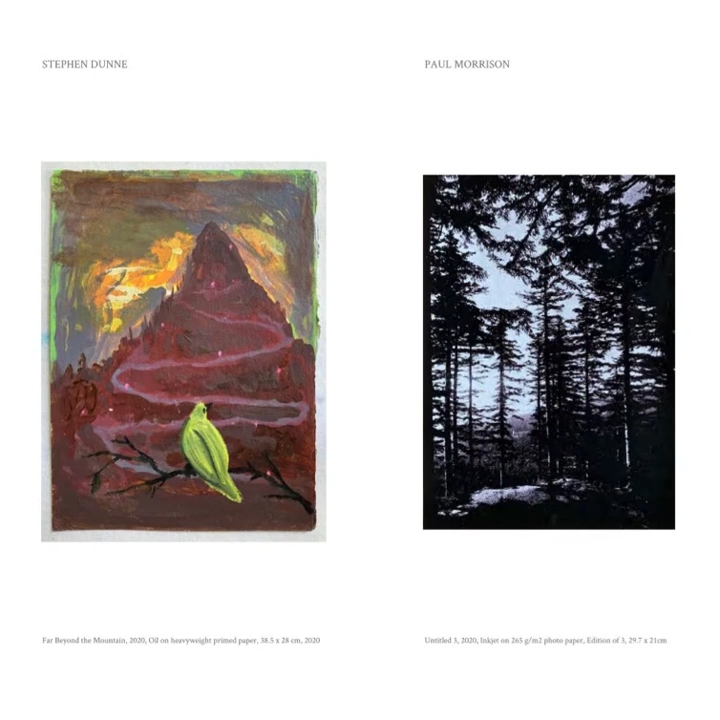 STEPHEN DUNNE
PAUL MORRISON
Far Beyond the Mountain, 2020, Oil on heavyweight primed paper, 38.5 x 28 cm, 2020
Untitled 3, 2020, Inkjet on 265 g/m2 photo paper, Edition of 3, 29.7 x 21cm